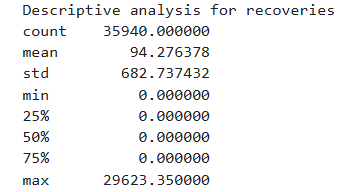 Descriptive analysis for recoveries
count 35940.000000
mean 94.276378
std 682.737432
min 0.000000
25% 0.000000
50% 0.000000
75% 0.000000
max 29623.350000